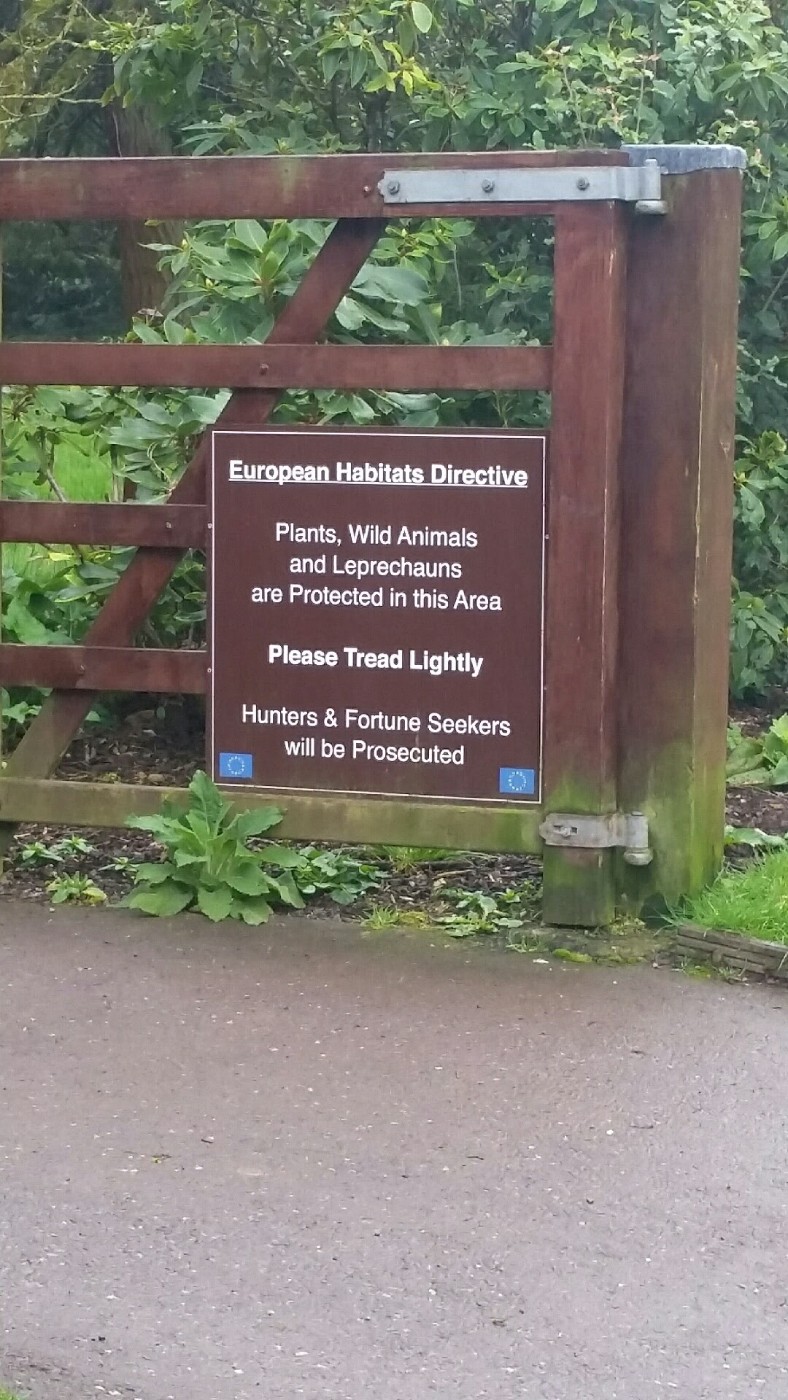 European Habitats Directive
Plants, Wild Animals
and Leprechauns
are Protected in this Area
Please Tread Lightly
Hunters & Fortune Seekers
will be Prosecuted